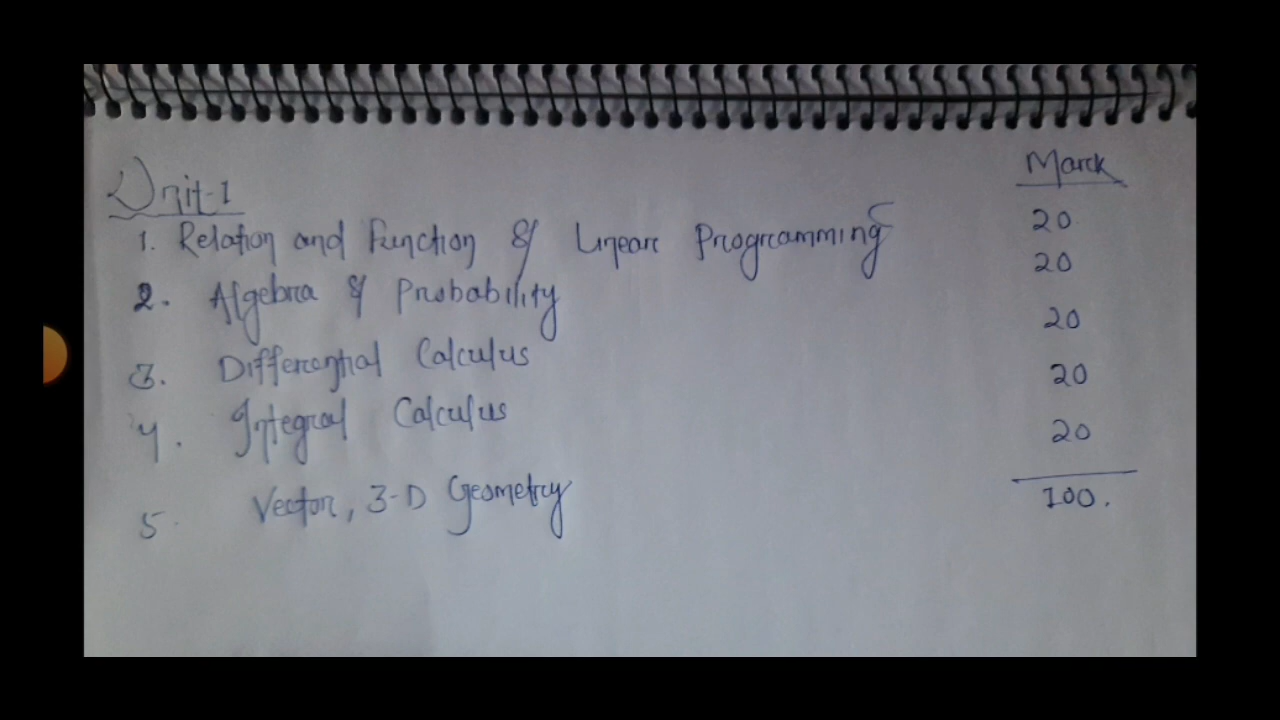 Unit-1 Mark
1. Relation and Function & Linear Programming 20
2. Algebra & Probability 20
3. Differential Calculus 20
4. Integral Calculus 20
5. Vector, 3-D Geometry 20
100.